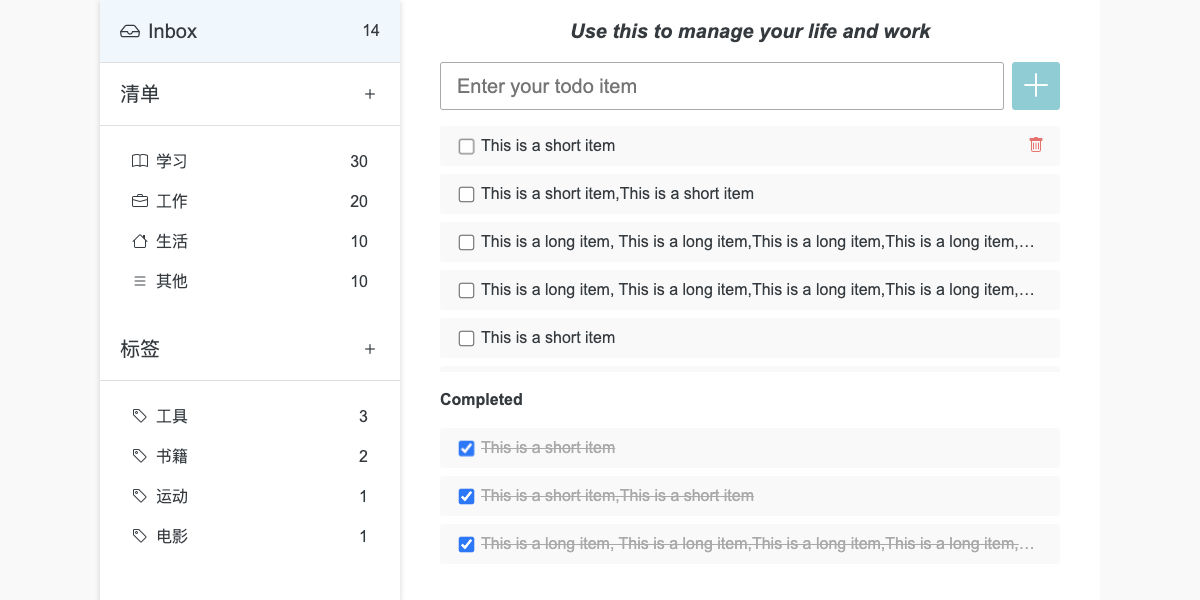 Inbox 14
清单 +
学习 30
工作 20
生活 10
其他 10
标签 +
工具 3
书籍 2
运动 1
电影 1
Use this to manage your life and work
Enter your todo item
This is a short item
This is a short item,This is a short item
This is a long item, This is a long item,This is a long item,This is a long item,…
This is a long item, This is a long item,This is a long item,This is a long item,…
This is a short item
Completed
This is a short item
This is a short item,This is a short item
This is a long item, This is a long item,This is a long item,This is a long item,…